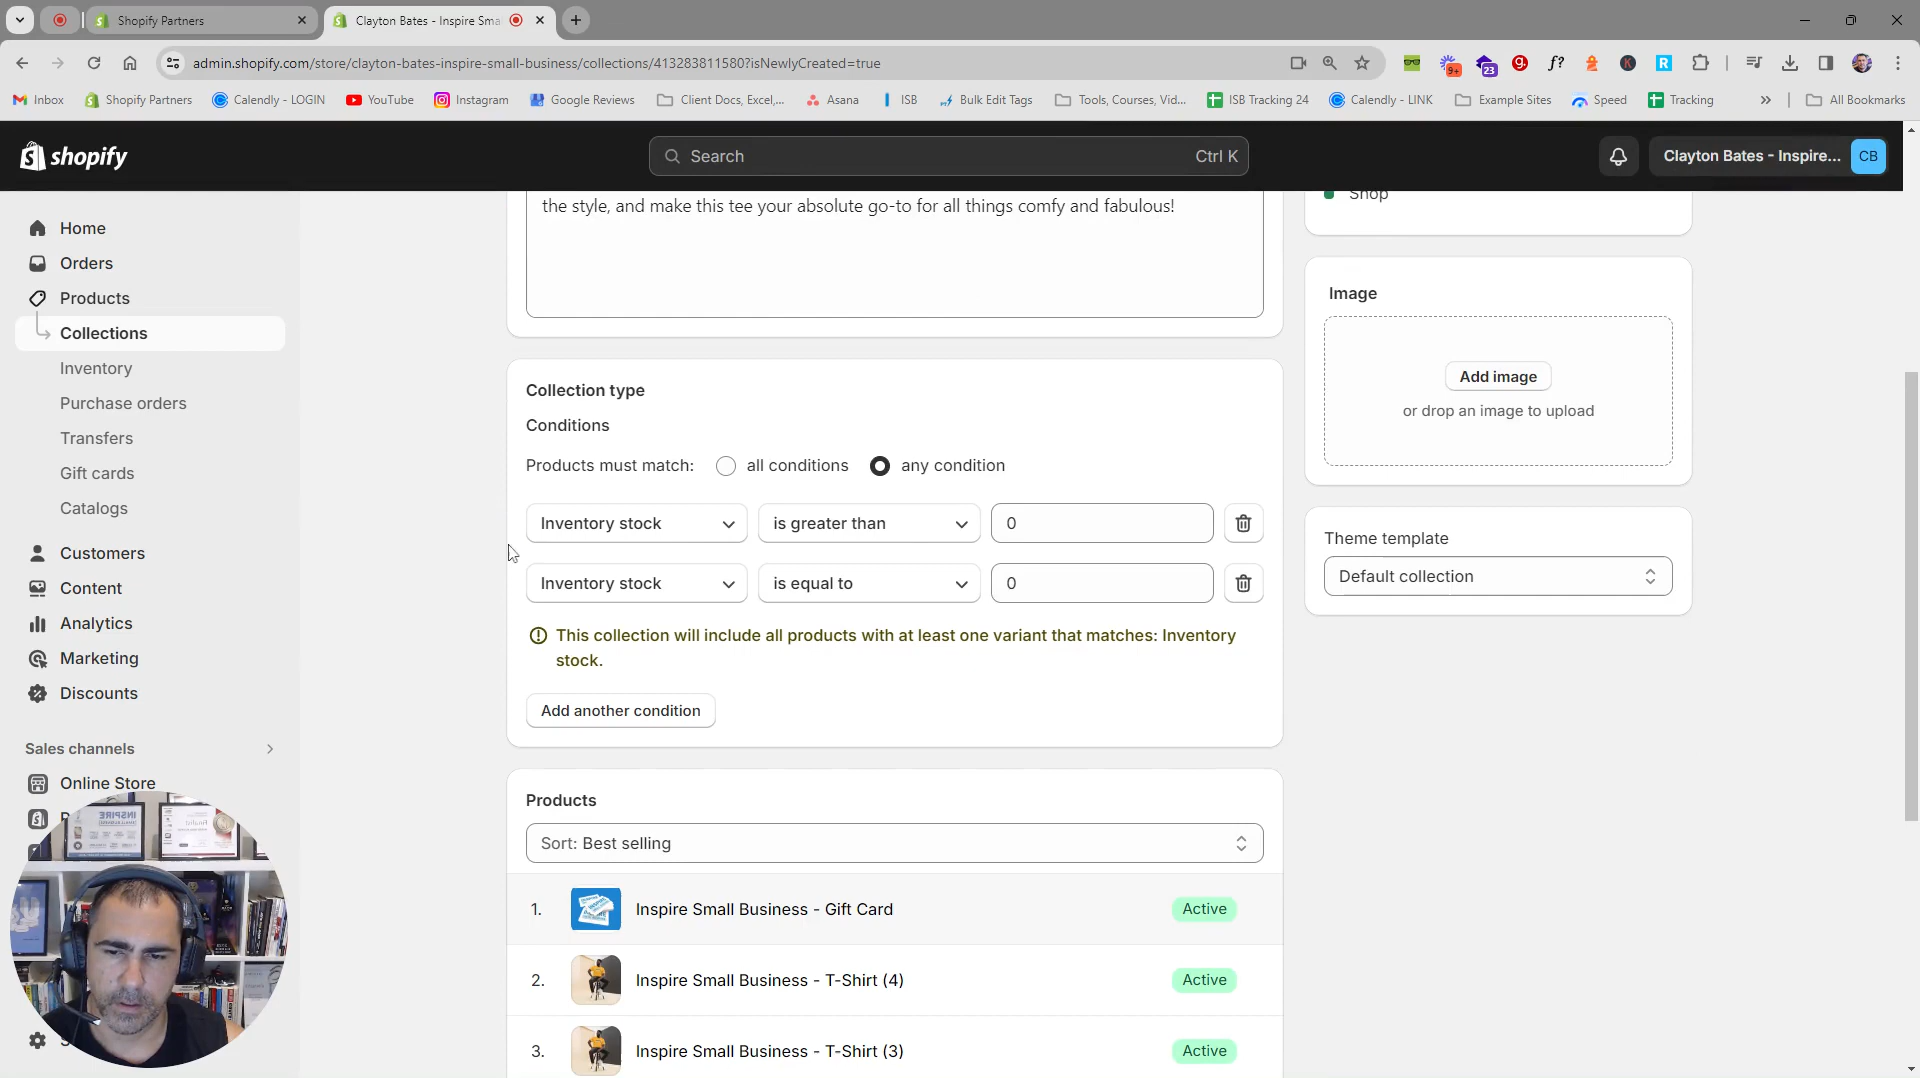 Shopify Partners
Clayton Bates - Inspire Sma
admin.shopify.com/store/clayton-bates-inspire-small-business/collections/413283811580?isNewlyCreated=true
9+
23
f?
K
R
Inbox
Shopify Partners
Calendly - LOGIN
YouTube
Instagram
Google Reviews
Client Docs, Excel,...
Asana
ISB
Bulk Edit Tags
Tools, Courses, Vid...
ISB Tracking 24
Calendly - LINK
Example Sites
Speed
Tracking
All Bookmarks
shopify
Search
Ctrl K
Clayton Bates - Inspire...
CB
Home
Orders
Products
Collections
Inventory
Purchase orders
Transfers
Gift cards
Catalogs
Customers
Content
Analytics
Marketing
Discounts
Sales channels
Online Store
the style, and make this tee your absolute go-to for all things comfy and fabulous!
Collection type
Conditions
Products must match:
all conditions
any condition
Inventory stock
is greater than
0
Inventory stock
is equal to
0
This collection will include all products with at least one variant that matches: Inventory
stock.
Add another condition
Products
Sort: Best selling
1.
Inspire Small Business - Gift Card
Active
2.
Inspire Small Business - T-Shirt (4)
Active
3.
Inspire Small Business - T-Shirt (3)
Active
Shop
Image
Add image
or drop an image to upload
Theme template
Default collection